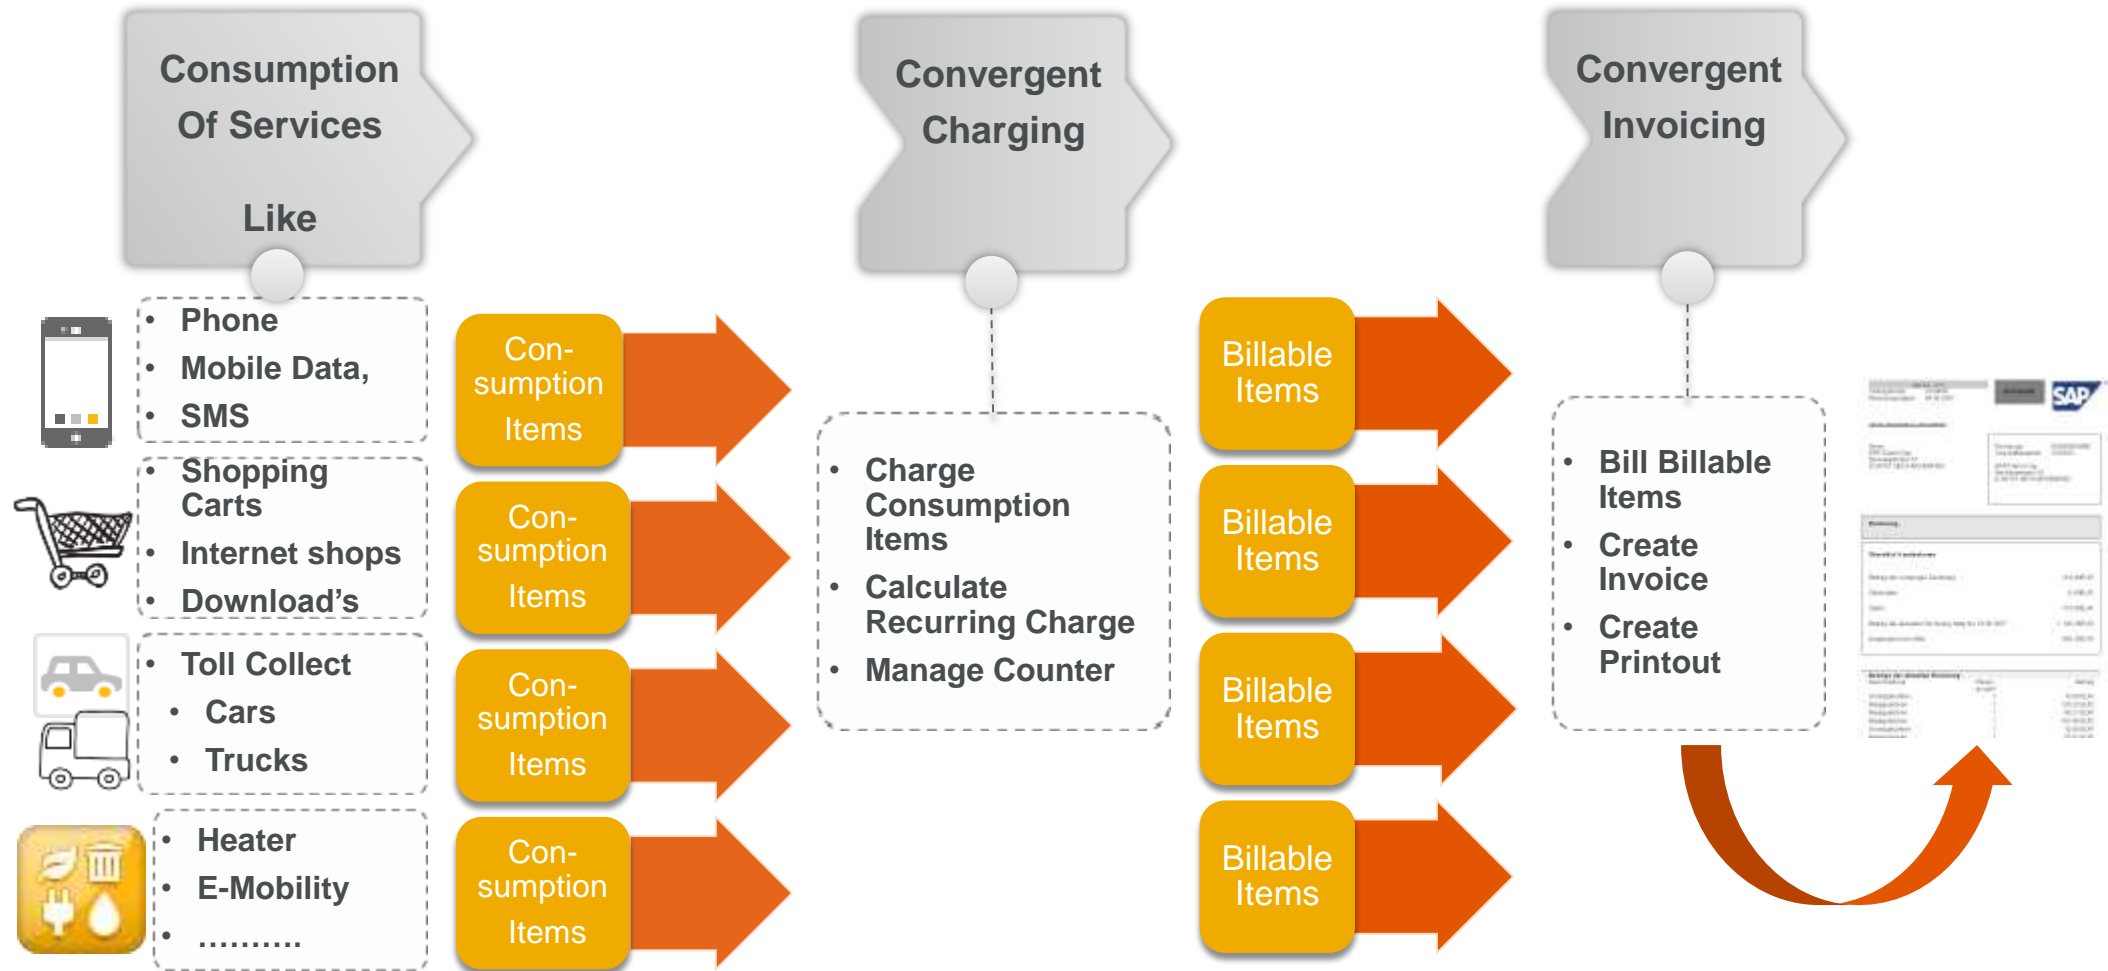 Consumption
Of Services
Like
Convergent
Charging
Convergent
Invoicing
• Phone
• Mobile Data,
• SMS
• Shopping
Carts
• Internet shops
• Download's
• Toll Collect
• Cars
• Trucks
• Heater
• E-Mobility
• ……….
Con-
sumption
Items
Con-
sumption
Items
Con-
sumption
Items
Con-
sumption
Items
• Charge
Consumption
Items
• Calculate
Recurring Charge
• Manage Counter
Billable
Items
Billable
Items
Billable
Items
Billable
Items
• Bill Billable
Items
• Create
Invoice
• Create
Printout
SAP